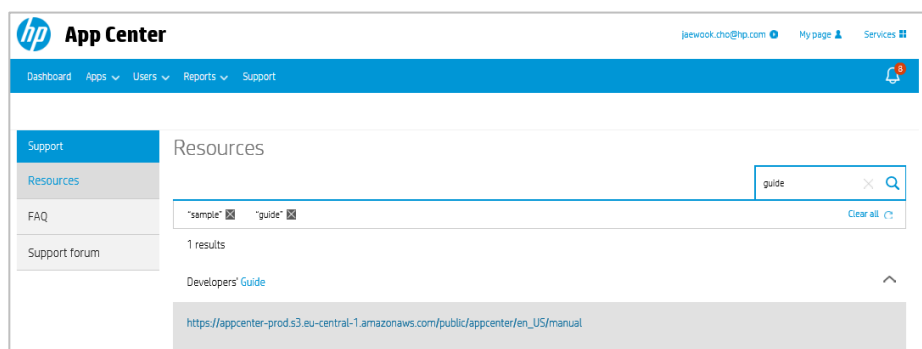 hp App Center
jaewook.cho@hp.com My page Services
Dashboard Apps Users Reports Support
8
Support
Resources
FAQ
Support forum
Resources
guide
"sample" "guide" Clear all
1 results
Developers' Guide
https://appcenter-prod.s3.eu-central-1.amazonaws.com/public/appcenter/en_US/manual